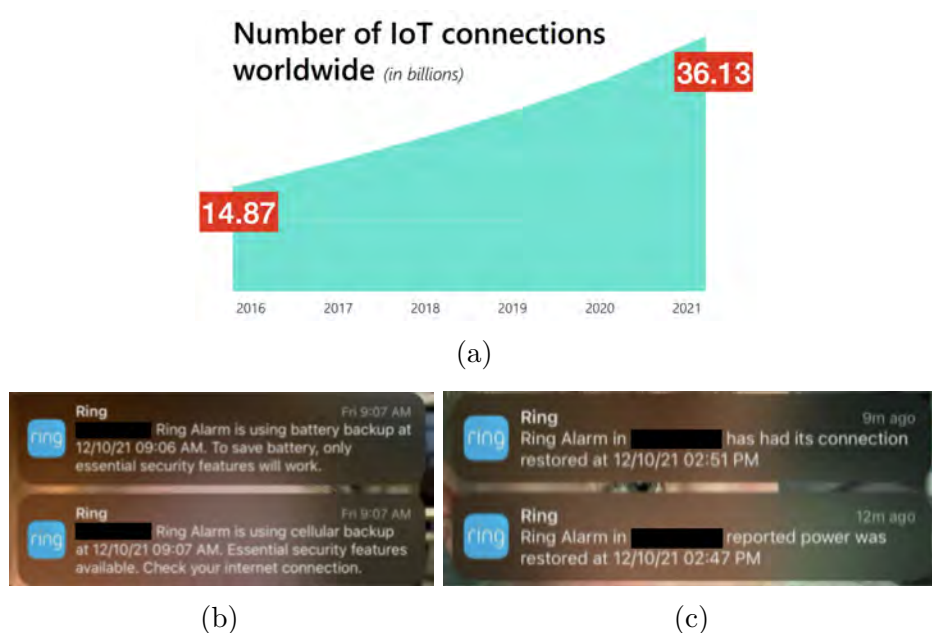 Number of IoT connections
worldwide (in billions)
36.13
14.87
2016 2017 2018 2019 2020 2021
(a)
Ring Fri 9:07 AM
ring
Ring Alarm is using battery backup at
12/10/21 09:06 AM. To save battery, only
essential security features will work.
Ring Fri 9:07 AM
ring
Ring Alarm is using cellular backup
at 12/10/21 09:07 AM. Essential security features
available. Check your internet connection.
(b)
Ring 9m ago
ring
Ring Alarm in has had its connection
restored at 12/10/21 02:51 PM
Ring 12m ago
ring
Ring Alarm in reported power was
restored at 12/10/21 02:47 PM
(c)